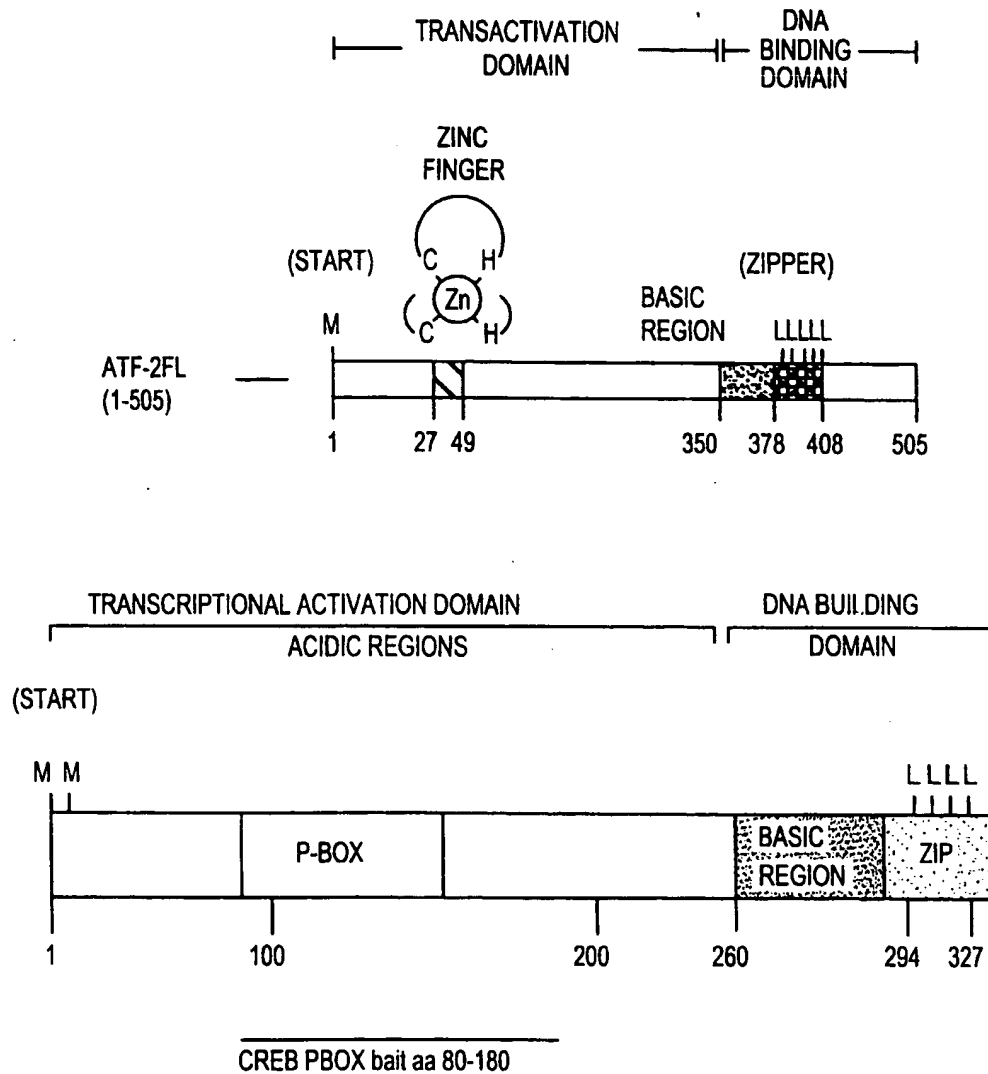 TRANSACTIVATION
DOMAIN
DNA
BINDING
DOMAIN
ZINC
FINGER
(START)
C H
Zn
C H
(ZIPPER)
M
BASIC
REGION
LLLLL
ATF-2FL
(1-505)
1 27 49 350 378 408 505
TRANSCRIPTIONAL ACTIVATION DOMAIN
DNA BUILDING
ACIDIC REGIONS
DOMAIN
(START)
M M
L L L L
P-BOX
BASIC
REGION
ZIP
1 100 200 260 294 327
CREB PBOX bait aa 80-180